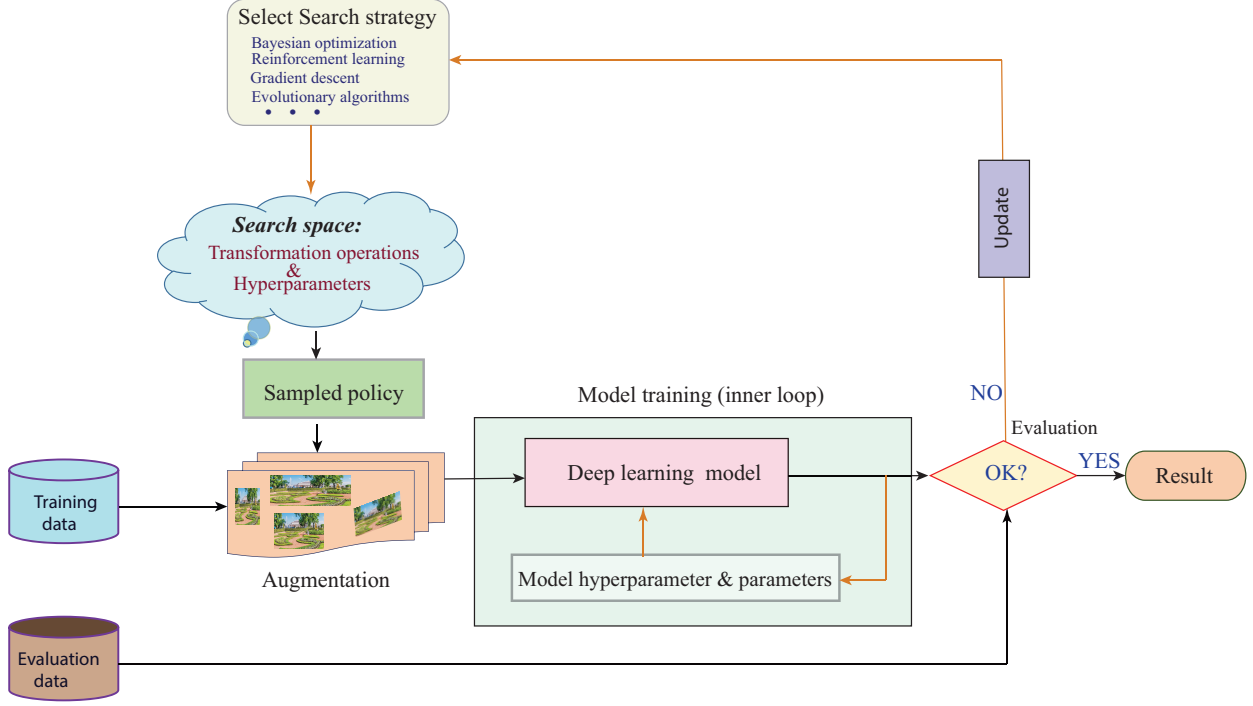 Select Search strategy
Bayesian optimization
Reinforcement learning
Gradient descent
Evolutionary algorithms
• • •
Search space:
Transformation operations
&
Hyperparameters
Update
Sampled policy
Model training (inner loop)
NO
Evaluation
Deep learning model
OK?
YES
Result
Training
data
Augmentation
Model hyperparameter & parameters
Evaluation
data